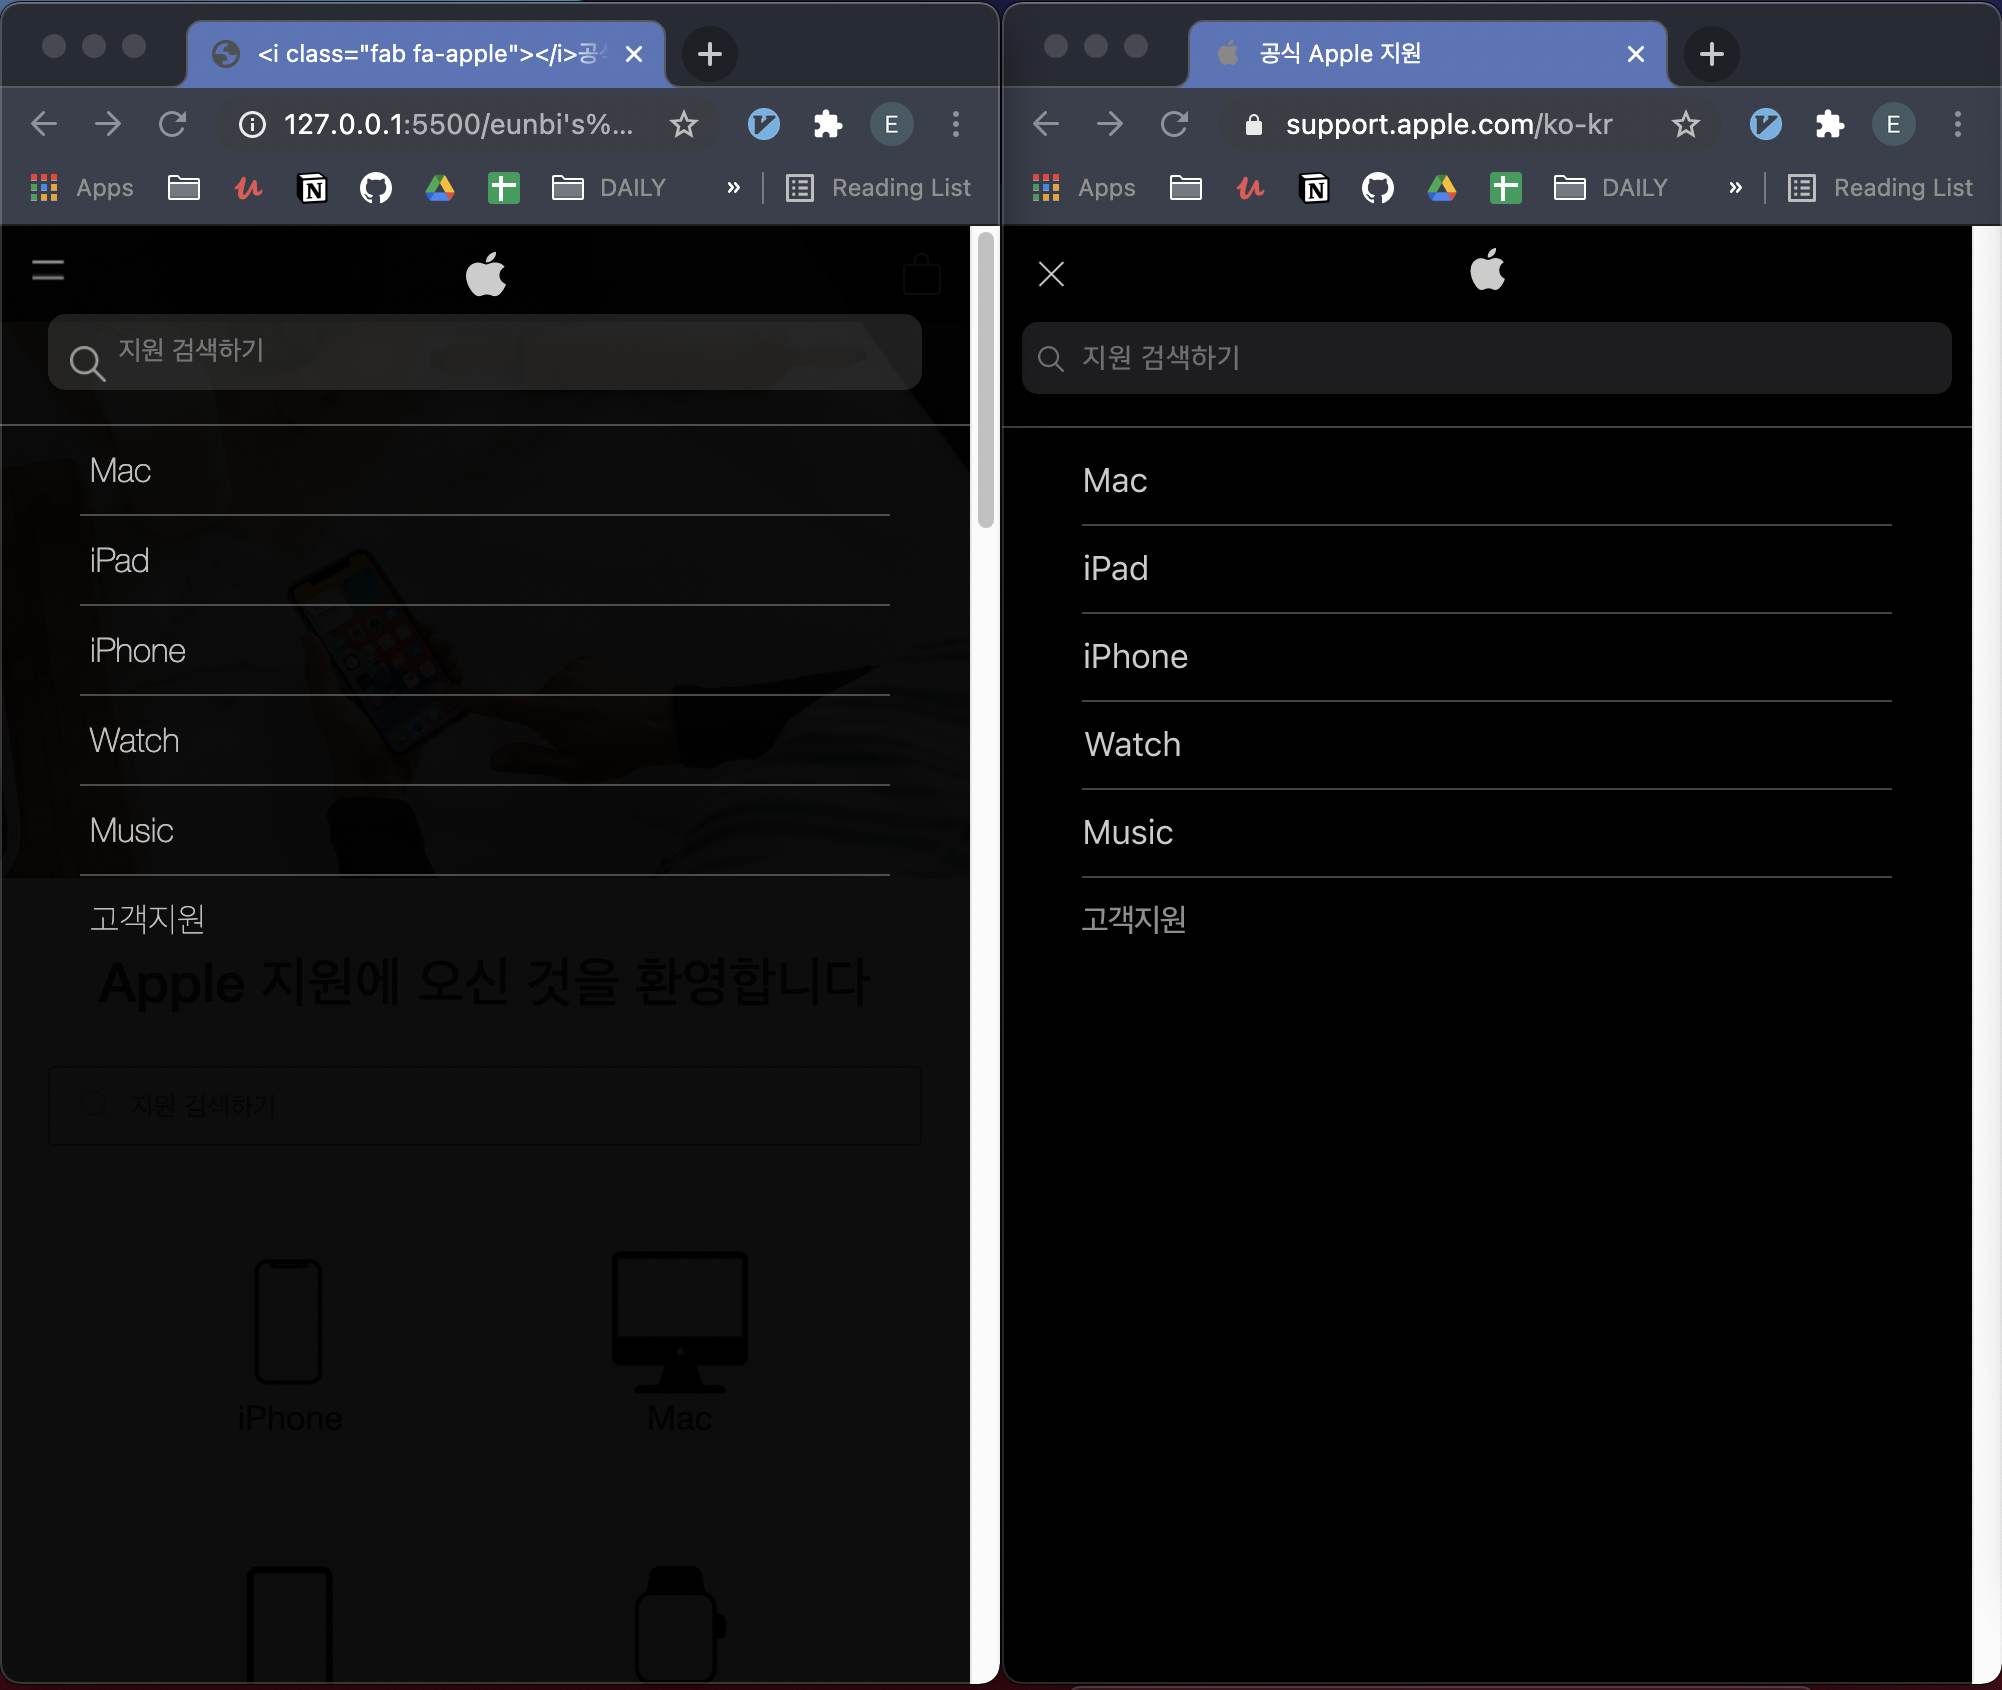 <i class="fab fa-apple"></i>공식
127.0.0.1:5500/eunbi's%...
E
Apps
N
DAILY
»
Reading List
지원 검색하기
Mac
iPad
iPhone
Watch
Music
고객지원
Apple 지원에 오신 것을 환영합니다
지원 검색하기
iPhone
Mac
공식 Apple 지원
support.apple.com/ko-kr
E
Apps
N
DAILY
»
Reading List
지원 검색하기
Mac
iPad
iPhone
Watch
Music
고객지원